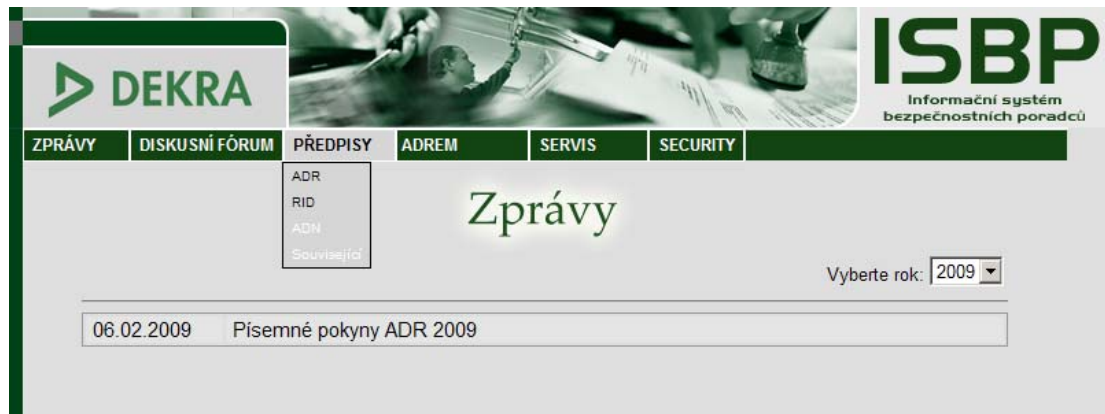 DEKRA
ISBP
Informační systém
bezpečnostních poradců
ZPRÁVY DISKUSNÍ FÓRUM PŘEDPISY ADREM SERVIS SECURITY
ADR
RID
ADN
Související
Zprávy
Vyberte rok: 2009
06.02.2009 Písemné pokyny ADR 2009